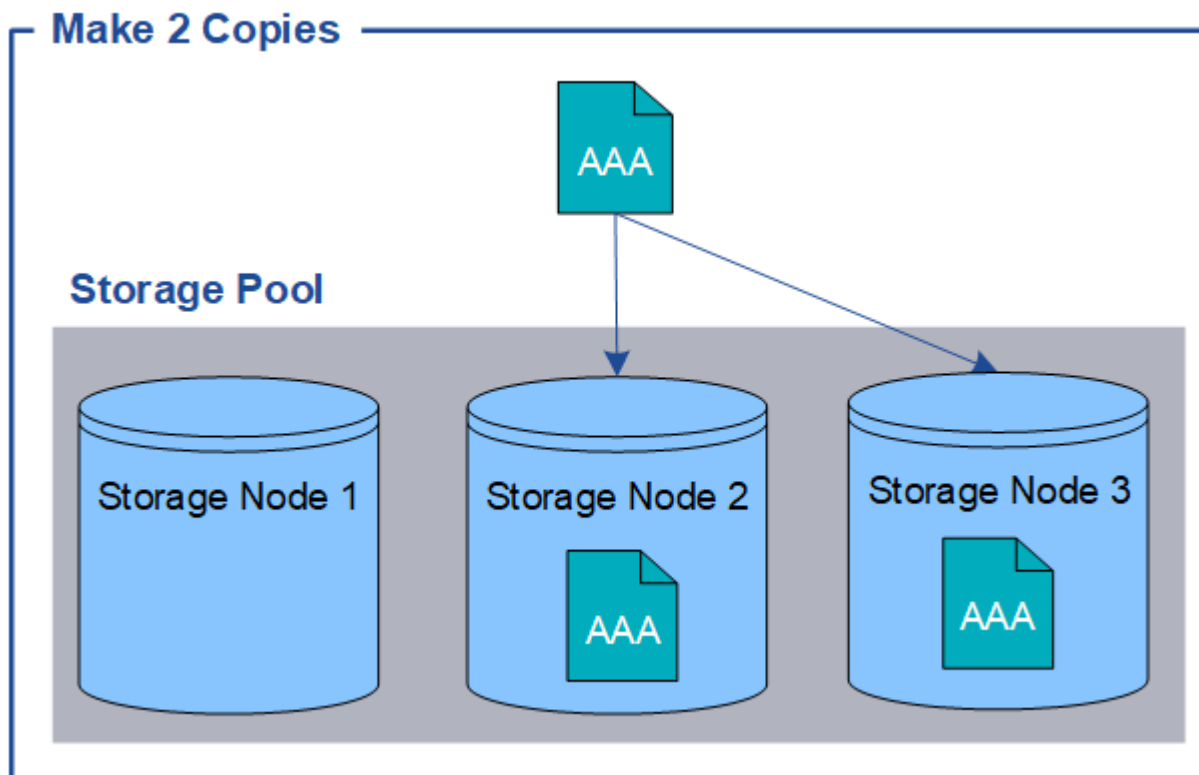 Make 2 Copies
AAA
Storage Pool
Storage Node 1
Storage Node 2
Storage Node 3
AAA
AAA